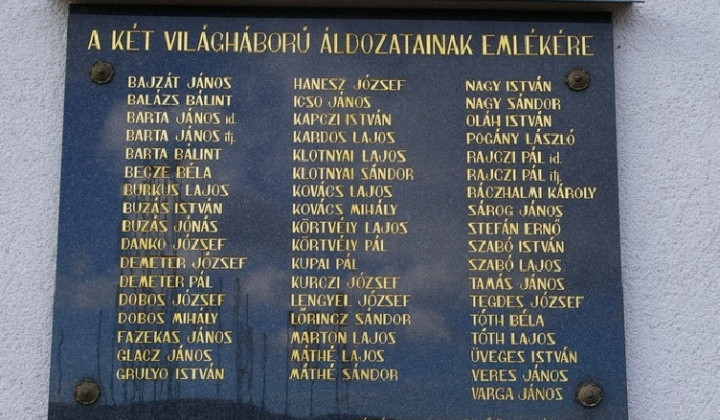 A KÉT VILÁGHÁBORÚ ÁLDOZATAINAK EMLÉKÉRE
BAJZÁT JÁNOS
BALÁZS BÁLINT
BARTA JÁNOS id.
BARTA JÁNOS ifj.
BARTA BÁLINT
BECZE BÉLA
BURKUS LAJOS
BUZÁS ISTVÁN
BUZÁS JÓNÁS
DANKÓ JÓZSEF
DEMETER JÓZSEF
DEMETER PÁL
DOBOS JÓZSEF
DOBOS MIHÁLY
FAZEKAS JÁNOS
GLACZ JÁNOS
GRULYO ISTVÁN
HANESZ JÓZSEF
ICSO JÁNOS
KAPCZI ISTVÁN
KARDOS LAJOS
KLOTNYAI LAJOS
KLOTNYAI SÁNDOR
KOVÁCS LAJOS
KOVÁCS MIHÁLY
KÖRTVÉLY LAJOS
KÖRTVÉLY PÁL
KUPAI PÁL
KURCZI JÓZSEF
LENGYEL JÓZSEF
LŐRINCZ SÁNDOR
MARTON LAJOS
MÁTHÉ LAJOS
MÁTHÉ SÁNDOR
NAGY ISTVÁN
NAGY SÁNDOR
OLÁH ISTVÁN
POGÁNY LÁSZLÓ
RAJCZI PÁL id.
RAJCZI PÁL ifj.
RÁCZHALMI KÁROLY
SÁROG JÁNOS
STEFÁN ERNŐ
SZABÓ ISTVÁN
SZABÓ LAJOS
TAMÁS JÁNOS
TEGDES JÓZSEF
TÓTH BÉLA
TÓTH LAJOS
ÜVEGES ISTVÁN
VERES JÁNOS
VARGA JÁNOS